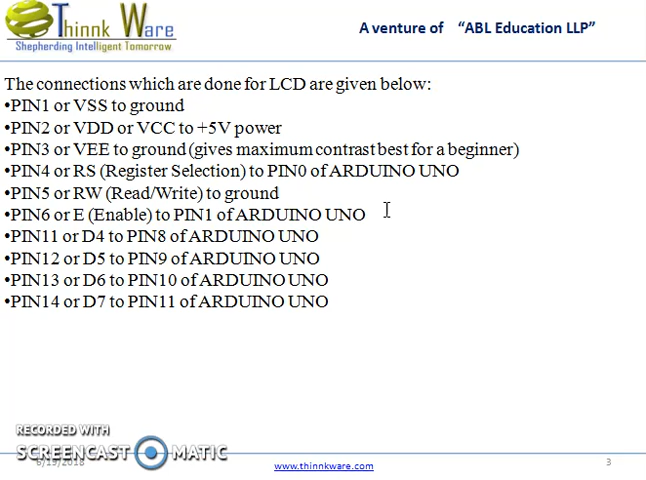 Thinnk Ware
Shepherding Intelligent Tomorrow
A venture of "ABL Education LLP"
The connections which are done for LCD are given below:
•PIN1 or VSS to ground
•PIN2 or VDD or VCC to +5V power
•PIN3 or VEE to ground (gives maximum contrast best for a beginner)
•PIN4 or RS (Register Selection) to PIN0 of ARDUINO UNO
•PIN5 or RW (Read/Write) to ground
•PIN6 or E (Enable) to PIN1 of ARDUINO UNO
•PIN11 or D4 to PIN8 of ARDUINO UNO
•PIN12 or D5 to PIN9 of ARDUINO UNO
•PIN13 or D6 to PIN10 of ARDUINO UNO
•PIN14 or D7 to PIN11 of ARDUINO UNO
RECORDED WITH
SCREENCAST MATIC
6/19/2018
www.thinnkware.com
3